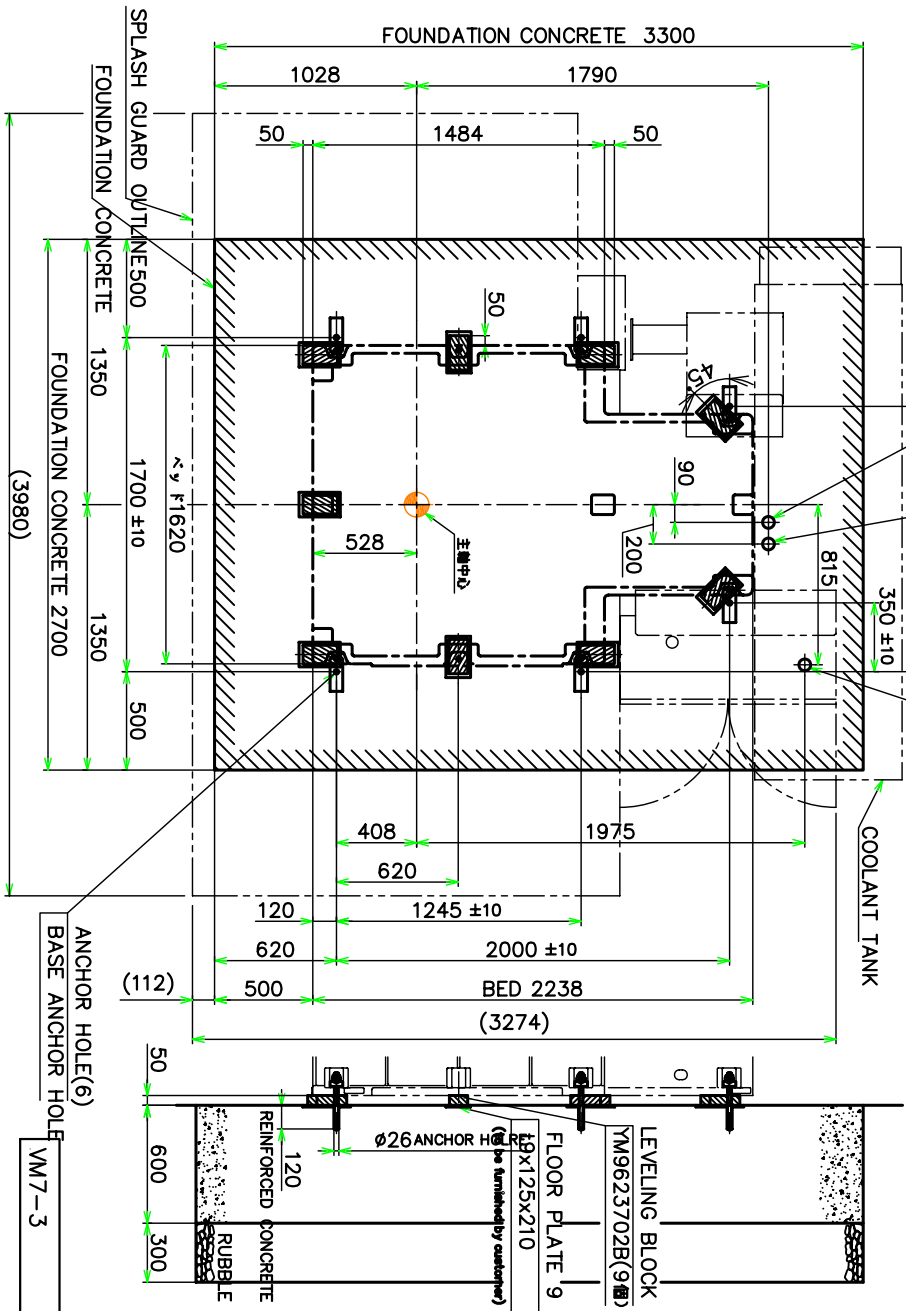 FOUNDATION CONCRETE 3300
1028
1790
50
1484
50
SPLASH GUARD OUTLINE
FOUNDATION CONCRETE
500
1350
FOUNDATION CONCRETE 2700
1700 ±10
(3980)
ベッド1620
1350
500
50
45°
90
200
815
350 ±10
528
主軸中心
COOLANT TANK
408
1975
620
120
1245 ±10
620
2000 ±10
(112)
500
BED 2238
(3274)
ANCHOR HOLE(6)
BASE ANCHOR HOLE
50
600
300
120
REINFORCED CONCRETE
RUBBLE
Ø26 ANCHOR HOLE
LEVELING BLOCK
YM9623702B(9個)
FLOOR PLATE 9
19x125x210
(to be furnished by customer)
VM7-3